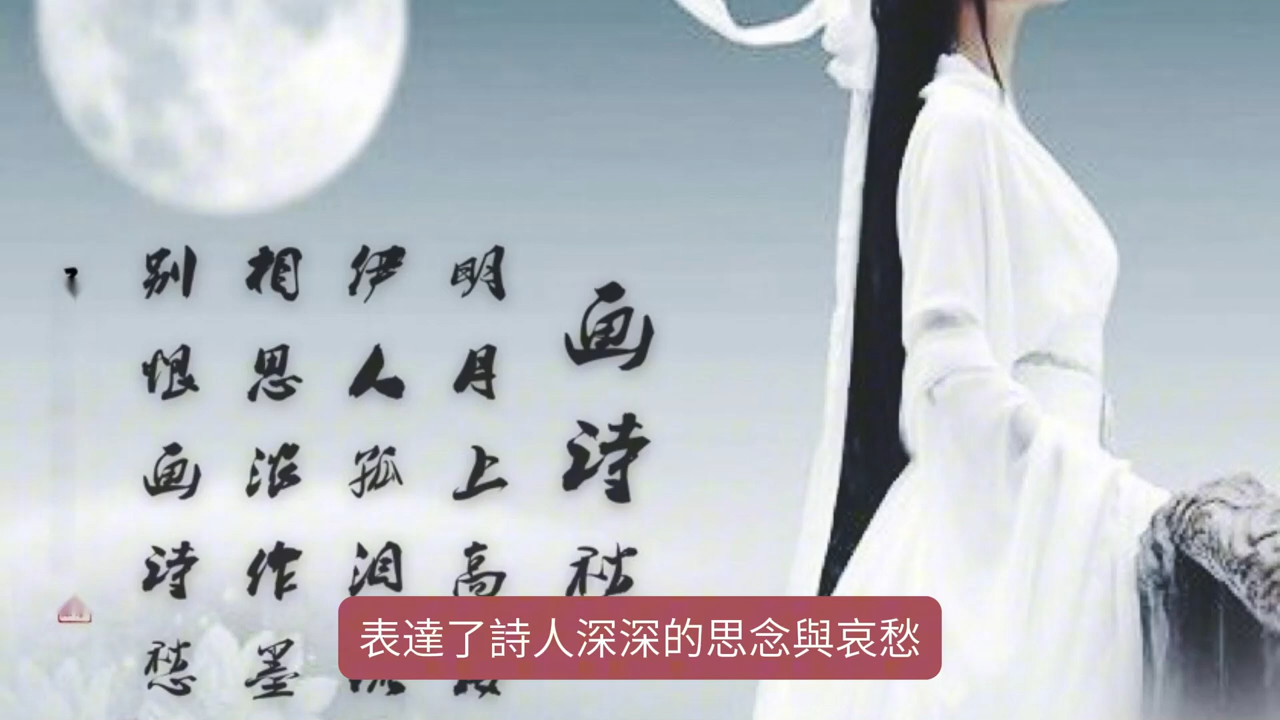 画诗愁
明月上高
伊人孤泪
相思作墨
别恨画诗愁
表達了詩人深深的思念與哀愁